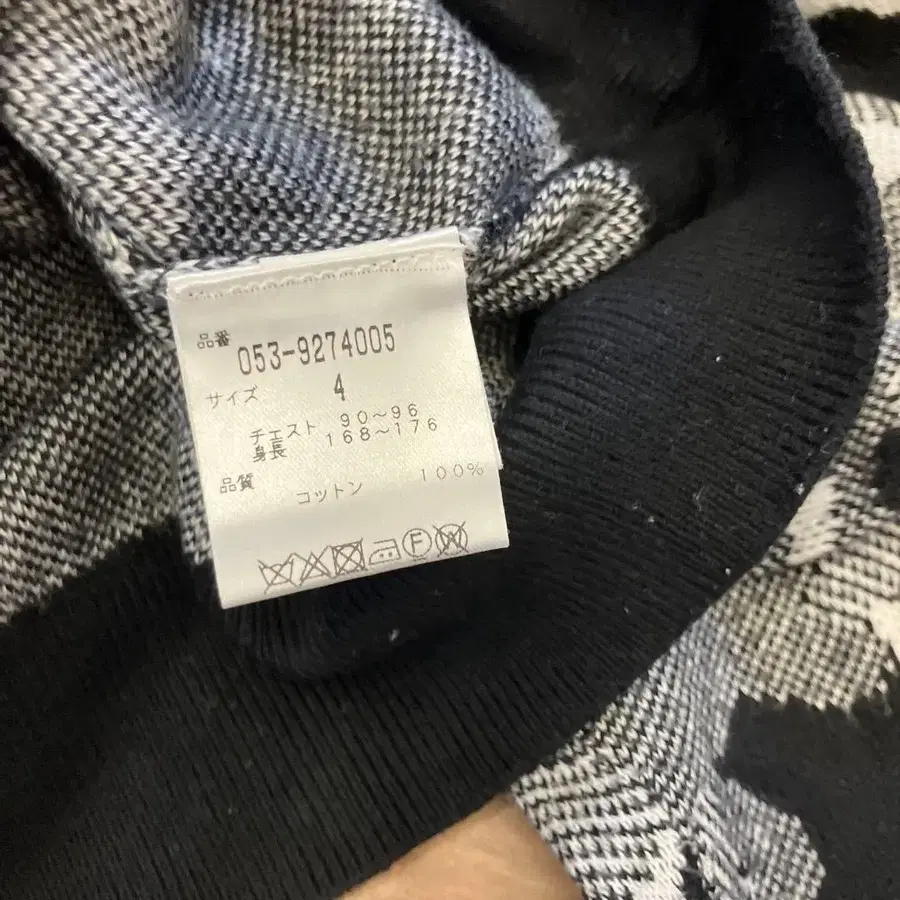 品番 053-9274005
サイズ 4
チェスト 90~96
身長 168~176
品質
コットン 100%
F W